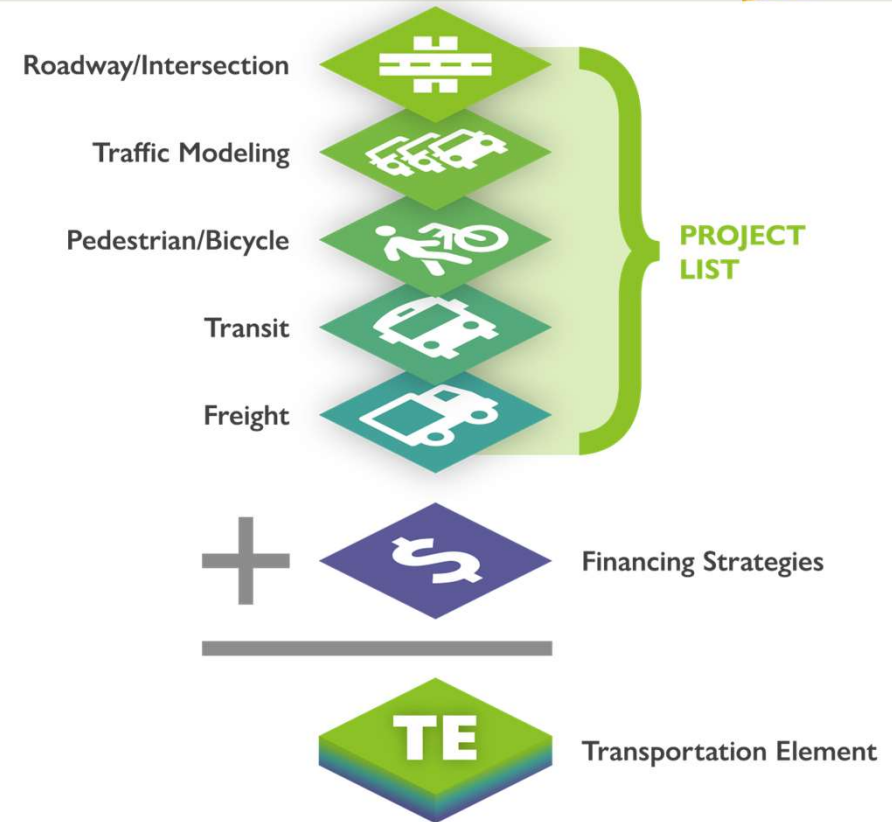 Roadway/Intersection
Traffic Modeling
Pedestrian/Bicycle
PROJECT
LIST
Transit
Freight
$
Financing Strategies
TE
Transportation Element